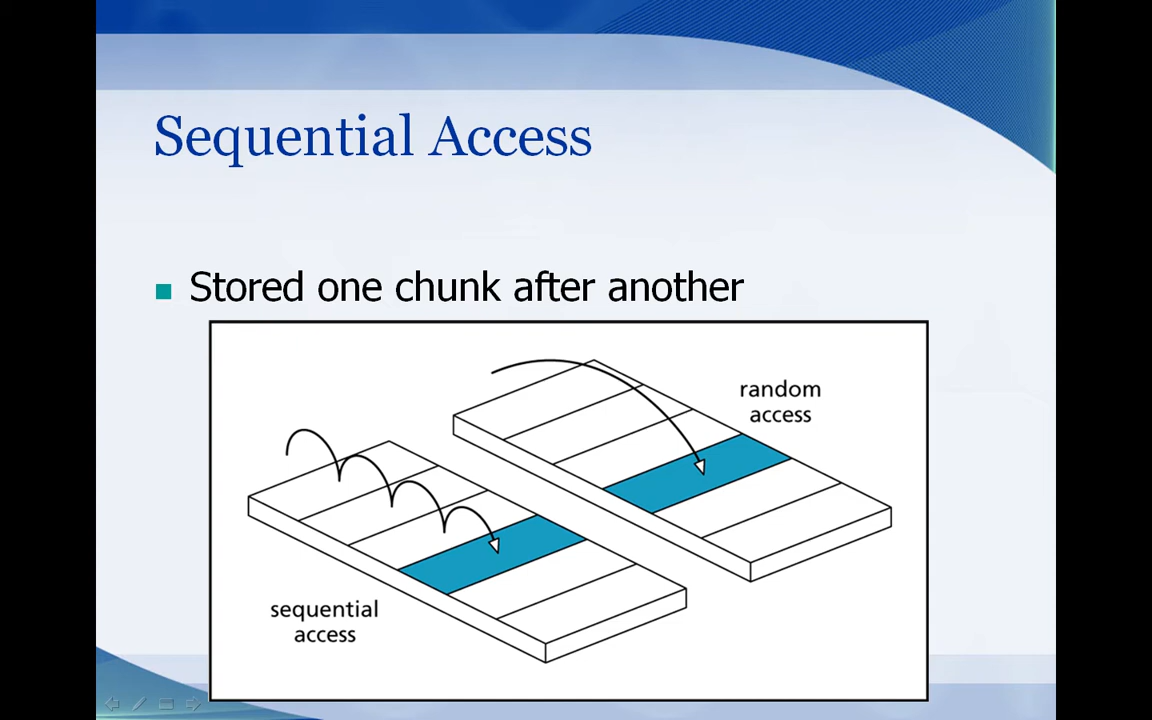 Sequential Access
Stored one chunk after another
random
access
sequential
access